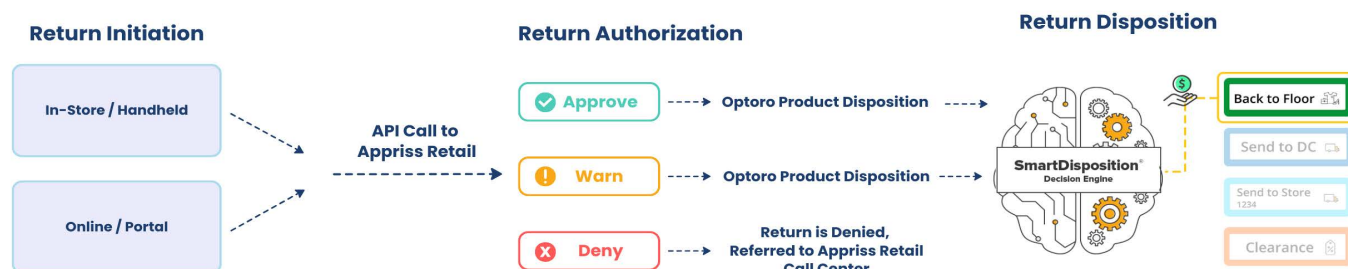 Return Initiation
Return Authorization
Return Disposition
In-Store / Handheld
Online / Portal
API Call to
Appriss Retail
Approve
Optoro Product Disposition
Warn
Optoro Product Disposition
Deny
Return is Denied,
Referred to Appriss Retail
Call Center
SmartDisposition®
Decision Engine
$
Back to Floor
Send to DC
Send to Store
1234
Clearance